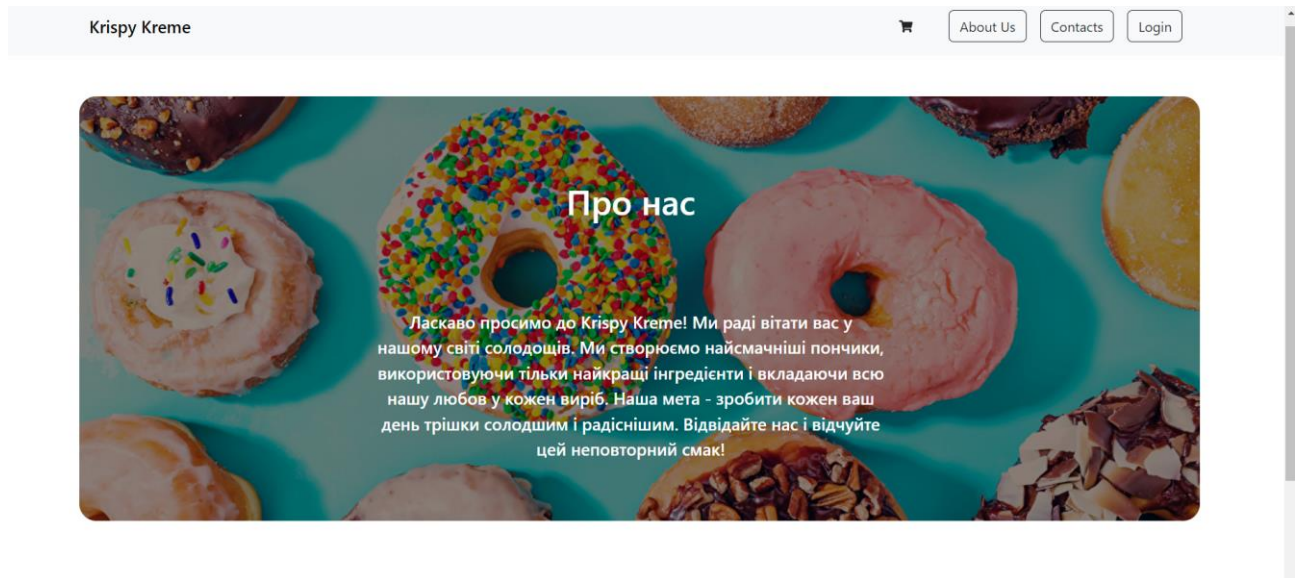 Krispy Kreme
About Us
Contacts
Login
Про нас
Ласкаво просимо до Krispy Kreme! Ми раді вітати вас у
нашому світі солодощів. Ми створюємо найсмачніші пончики,
використовуючи тільки найкращі інгредієнти і вкладаючи всю
нашу любов у кожен виріб. Наша мета - зробити кожен ваш
день трішки солодшим і радіснішим. Відвідайте нас і відчуйте
цей неповторний смак!